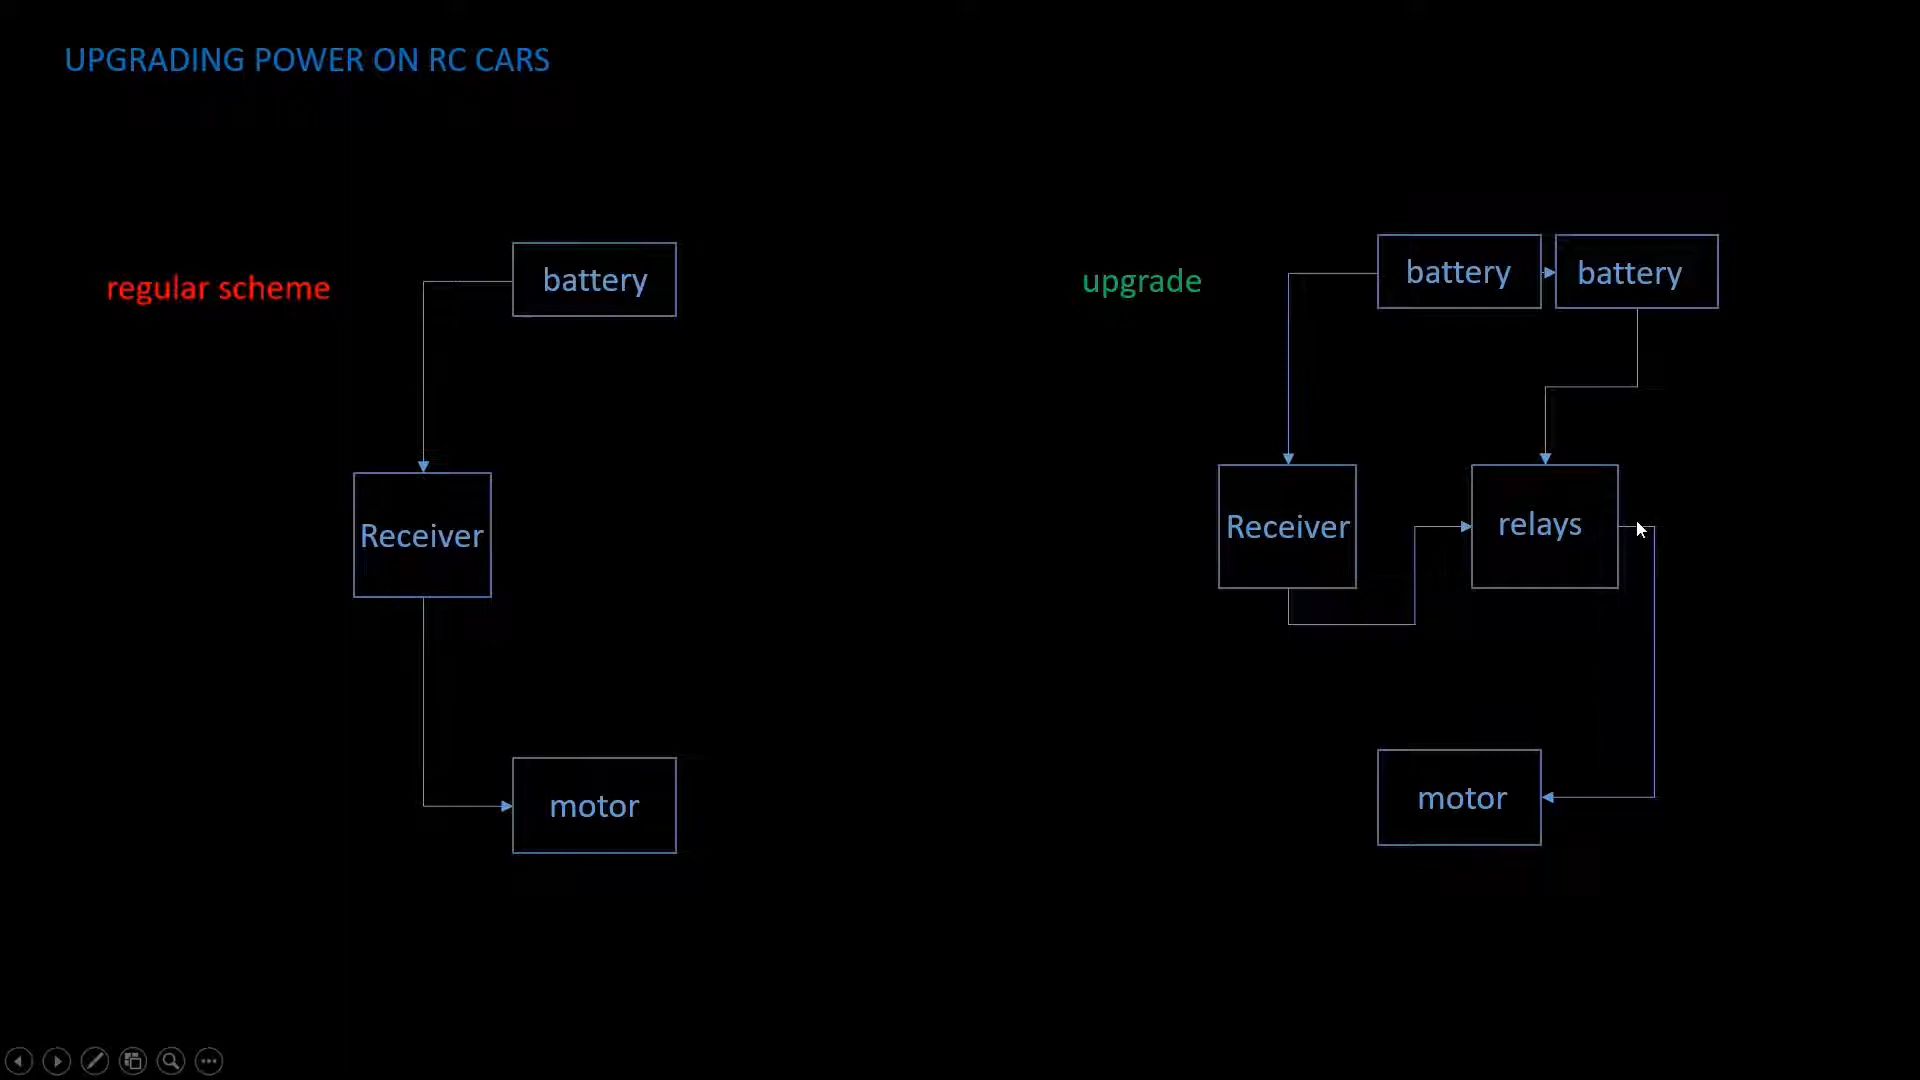 UPGRADING POWER ON RC CARS
regular scheme
battery
Receiver
motor
upgrade
battery
battery
Receiver
relays
motor